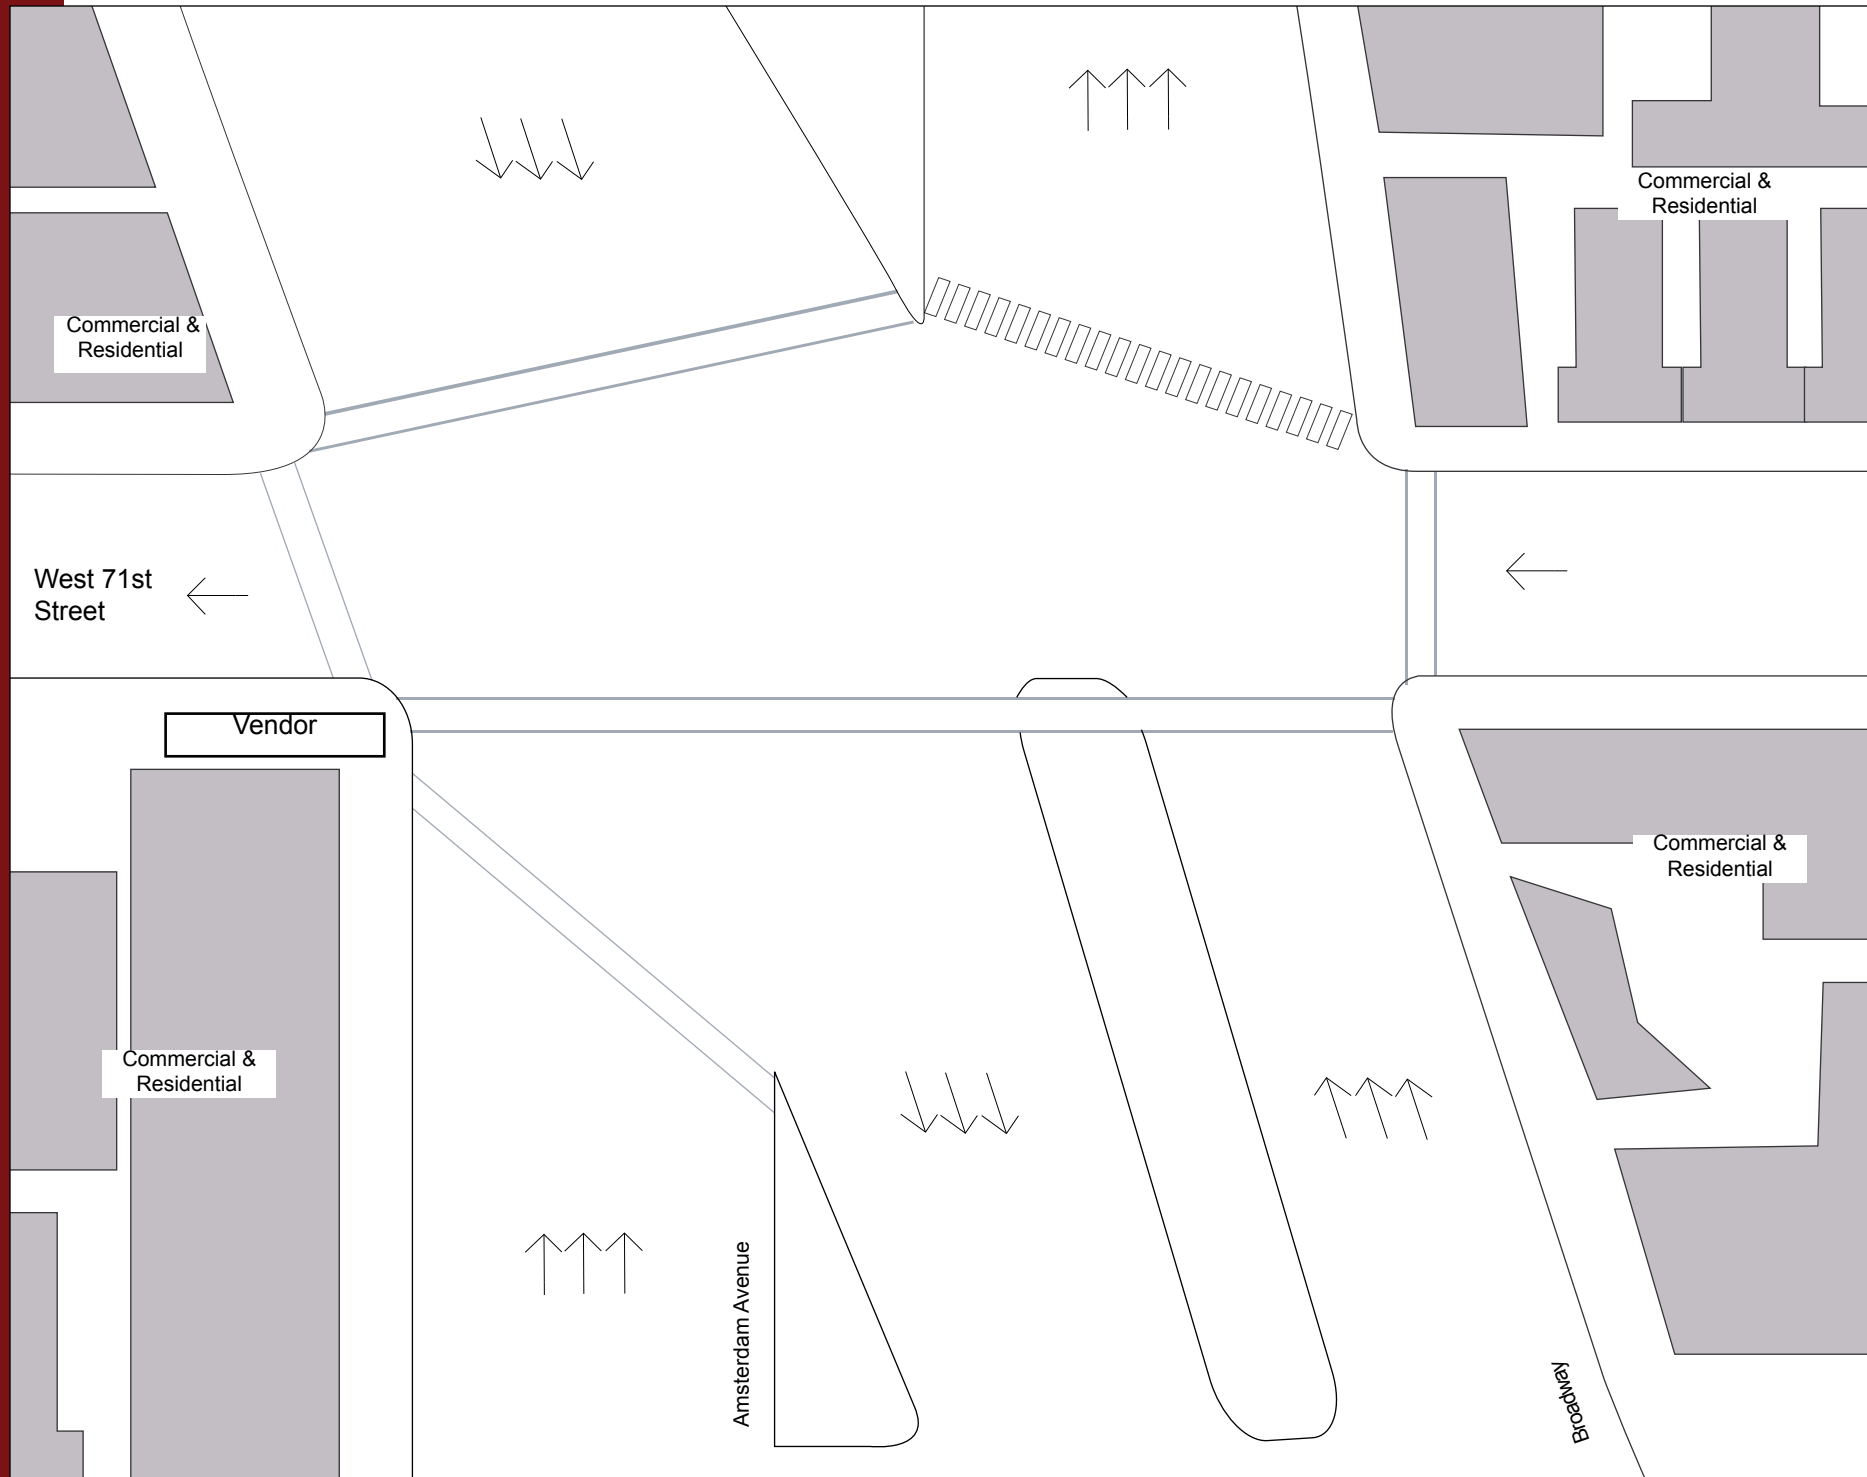 Commercial &
Residential
Commercial &
Residential
West 71st
Street
Vendor
Commercial &
Residential
Commercial &
Residential
Amsterdam Avenue
Broadway